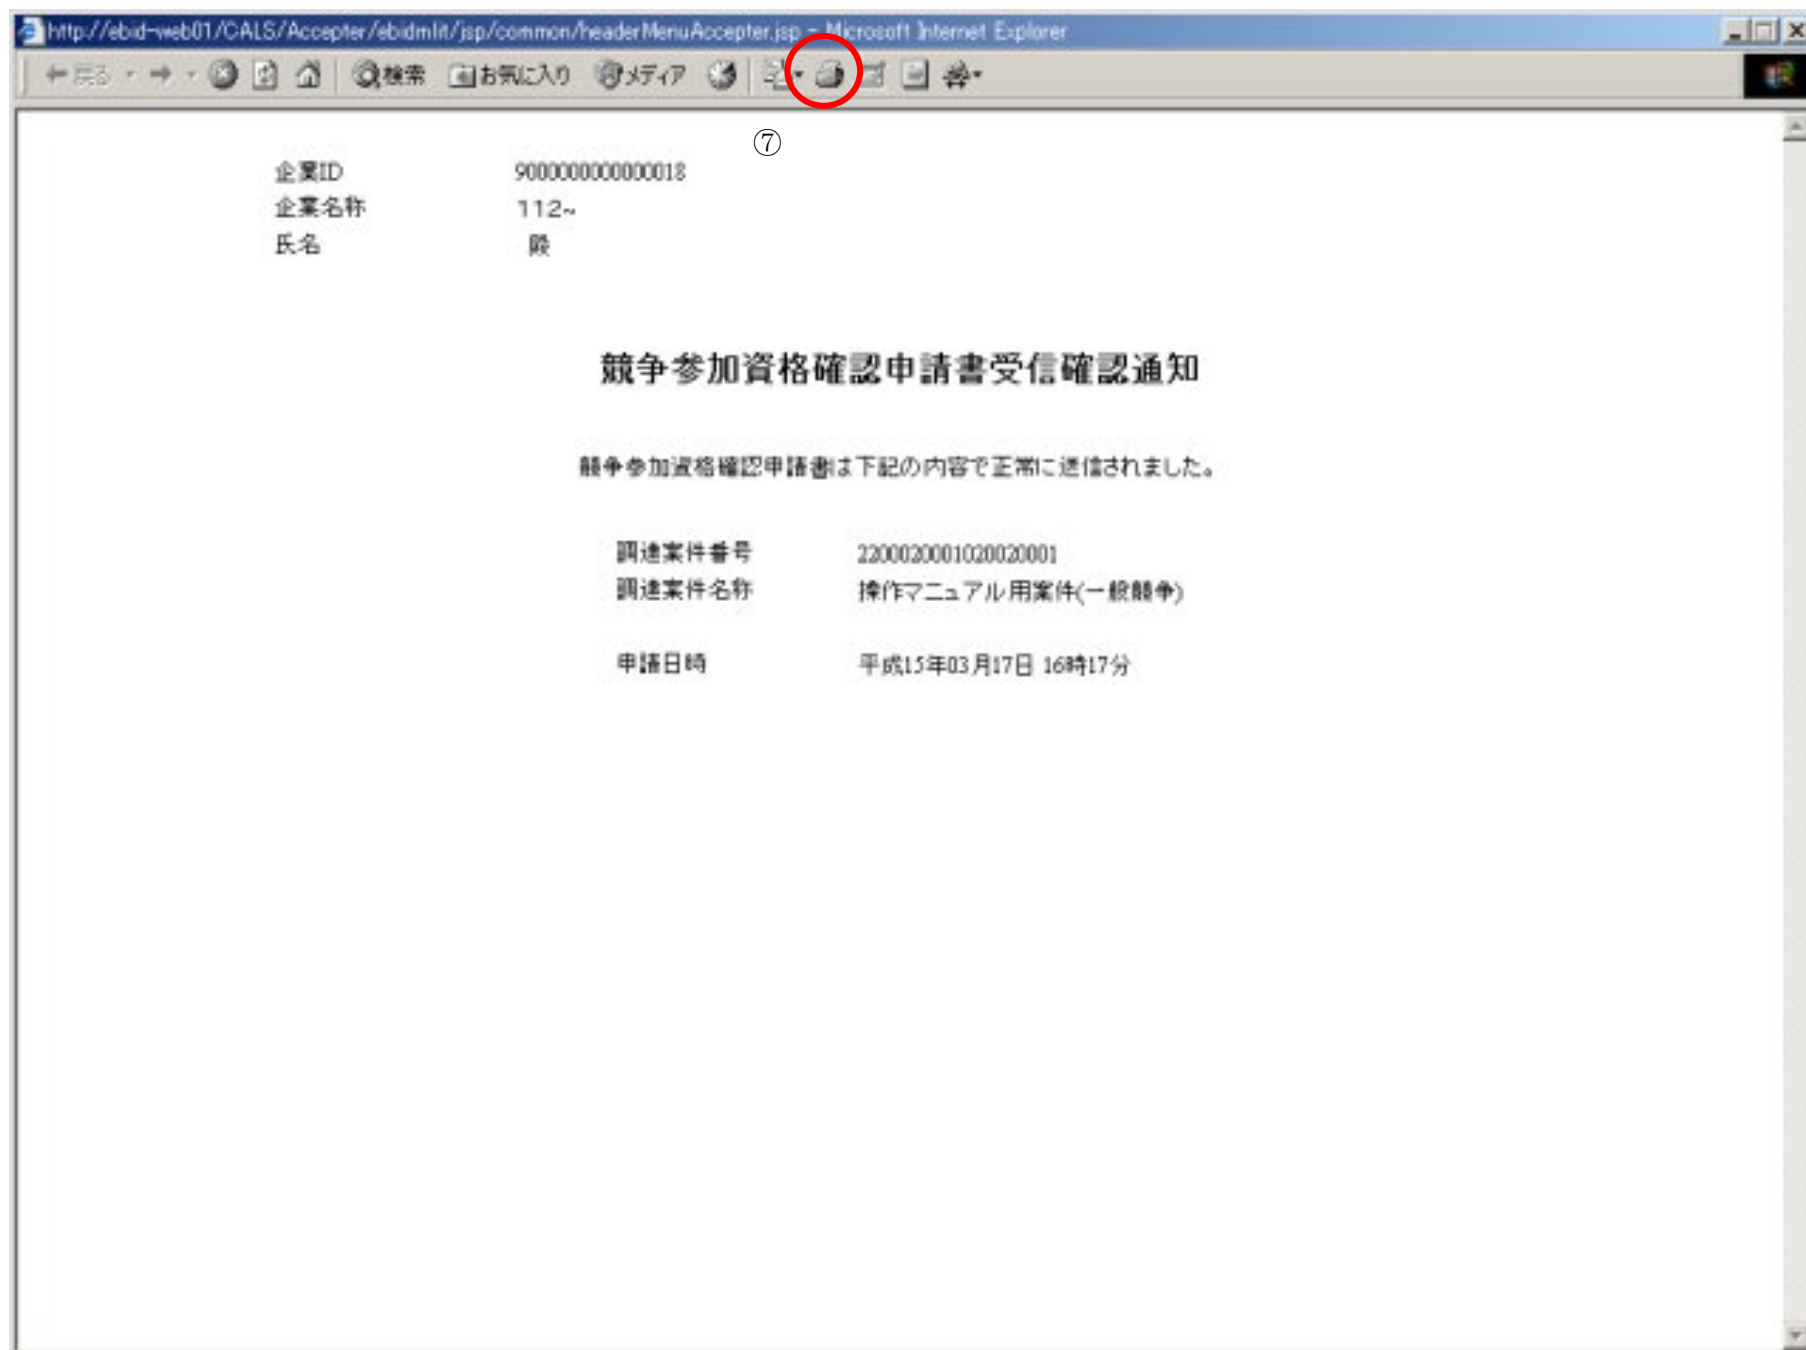 http://ebid-web01/CALS/Accepter/ebidmlit/jsp/common/headerMenuAccepter.jsp - Microsoft Internet Explorer
戻る 検索 お気に入り メディア
⑦
企業ID 9000000000000018
企業名称 112~
氏名 殿
競争参加資格確認申請書受信確認通知
競争参加資格確認申請書は下記の内容で正常に送信されました。
調達案件番号 2200020001020020001
調達案件名称 操作マニュアル用案件(一般競争)
申請日時 平成15年03月17日 16時17分